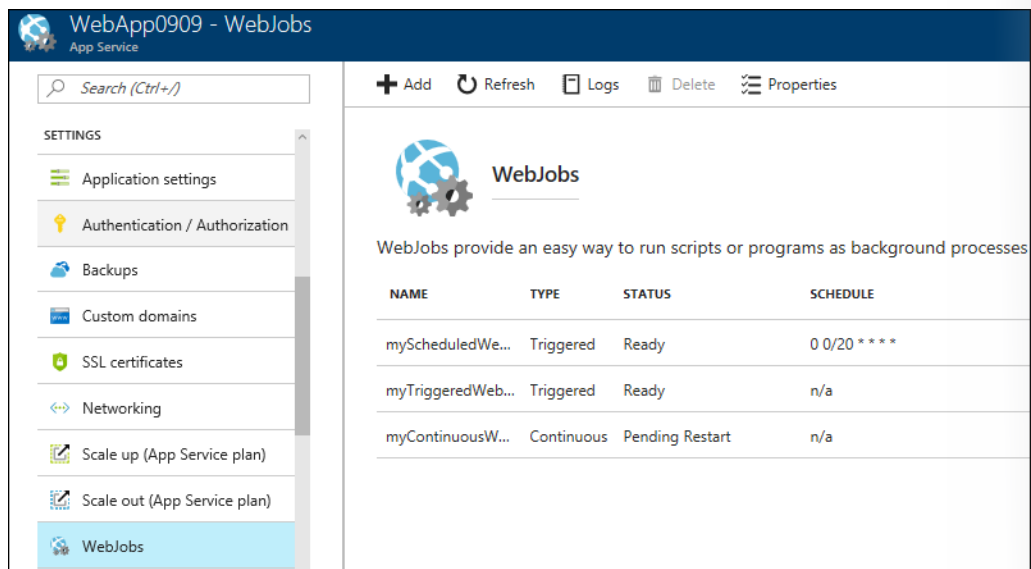 WebApp0909 - WebJobs
App Service
Search (Ctrl+/)
SETTINGS
Application settings
Authentication / Authorization
Backups
Custom domains
SSL certificates
Networking
Scale up (App Service plan)
Scale out (App Service plan)
WebJobs
Add Refresh Logs Delete Properties
WebJobs
WebJobs provide an easy way to run scripts or programs as background processes
NAME TYPE STATUS SCHEDULE
myScheduledWe... Triggered Ready 0 0/20 * * * *
myTriggeredWeb... Triggered Ready n/a
myContinuousW... Continuous Pending Restart n/a